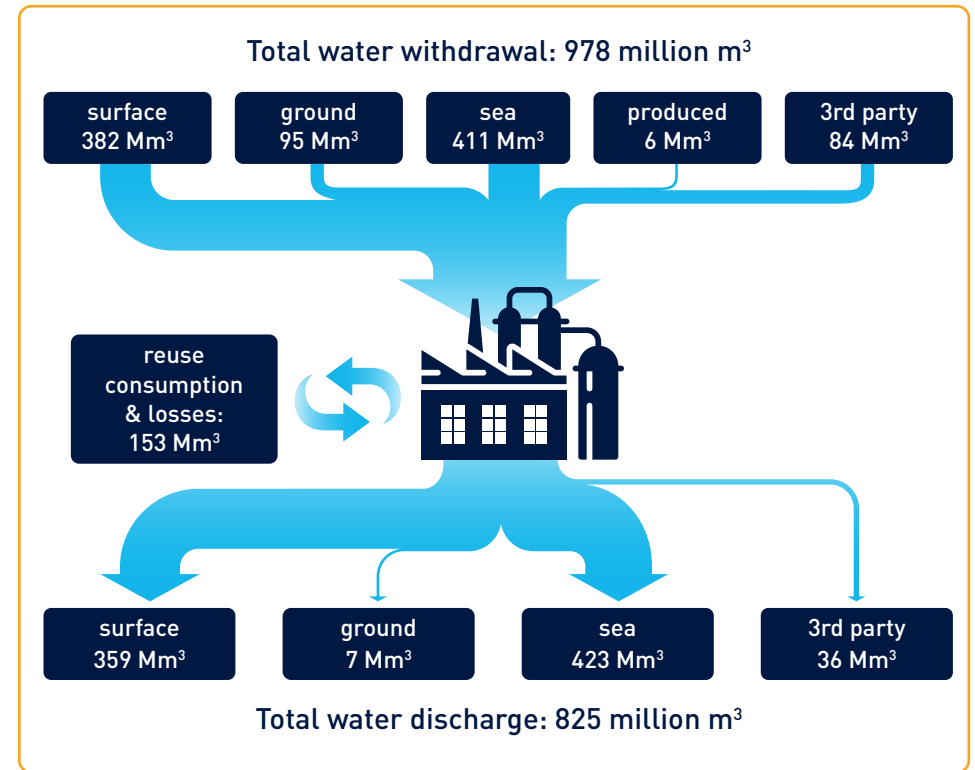 Total water withdrawal: 978 million m³
surface
382 Mm³
ground
95 Mm³
sea
411 Mm³
produced
6 Mm³
3rd party
84 Mm³
reuse
consumption
& losses:
153 Mm³
surface
359 Mm³
ground
7 Mm³
sea
423 Mm³
3rd party
36 Mm³
Total water discharge: 825 million m³